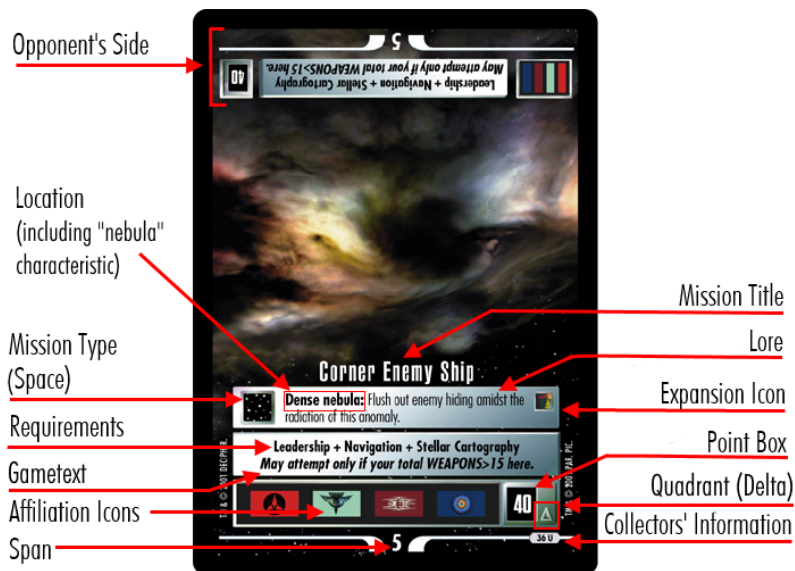 Opponent's Side
5
40
May attempt only if your total WEAPONS>15 here.
Leadership + Navigation + Stellar Cartography
Location
(including "nebula"
characteristic)
Mission Title
Lore
Mission Type
(Space)
Corner Enemy Ship
Dense nebula: Flush out enemy hiding amidst the
radiation of this anomaly.
Expansion Icon
Requirements
Leadership + Navigation + Stellar Cartography
May attempt only if your total WEAPONS>15 here.
Point Box
Gametext
Quadrant (Delta)
Affiliation Icons
40
Δ
Collectors' Information
Span
5
36 U
T.M. & © 2001 PAR. PIC.